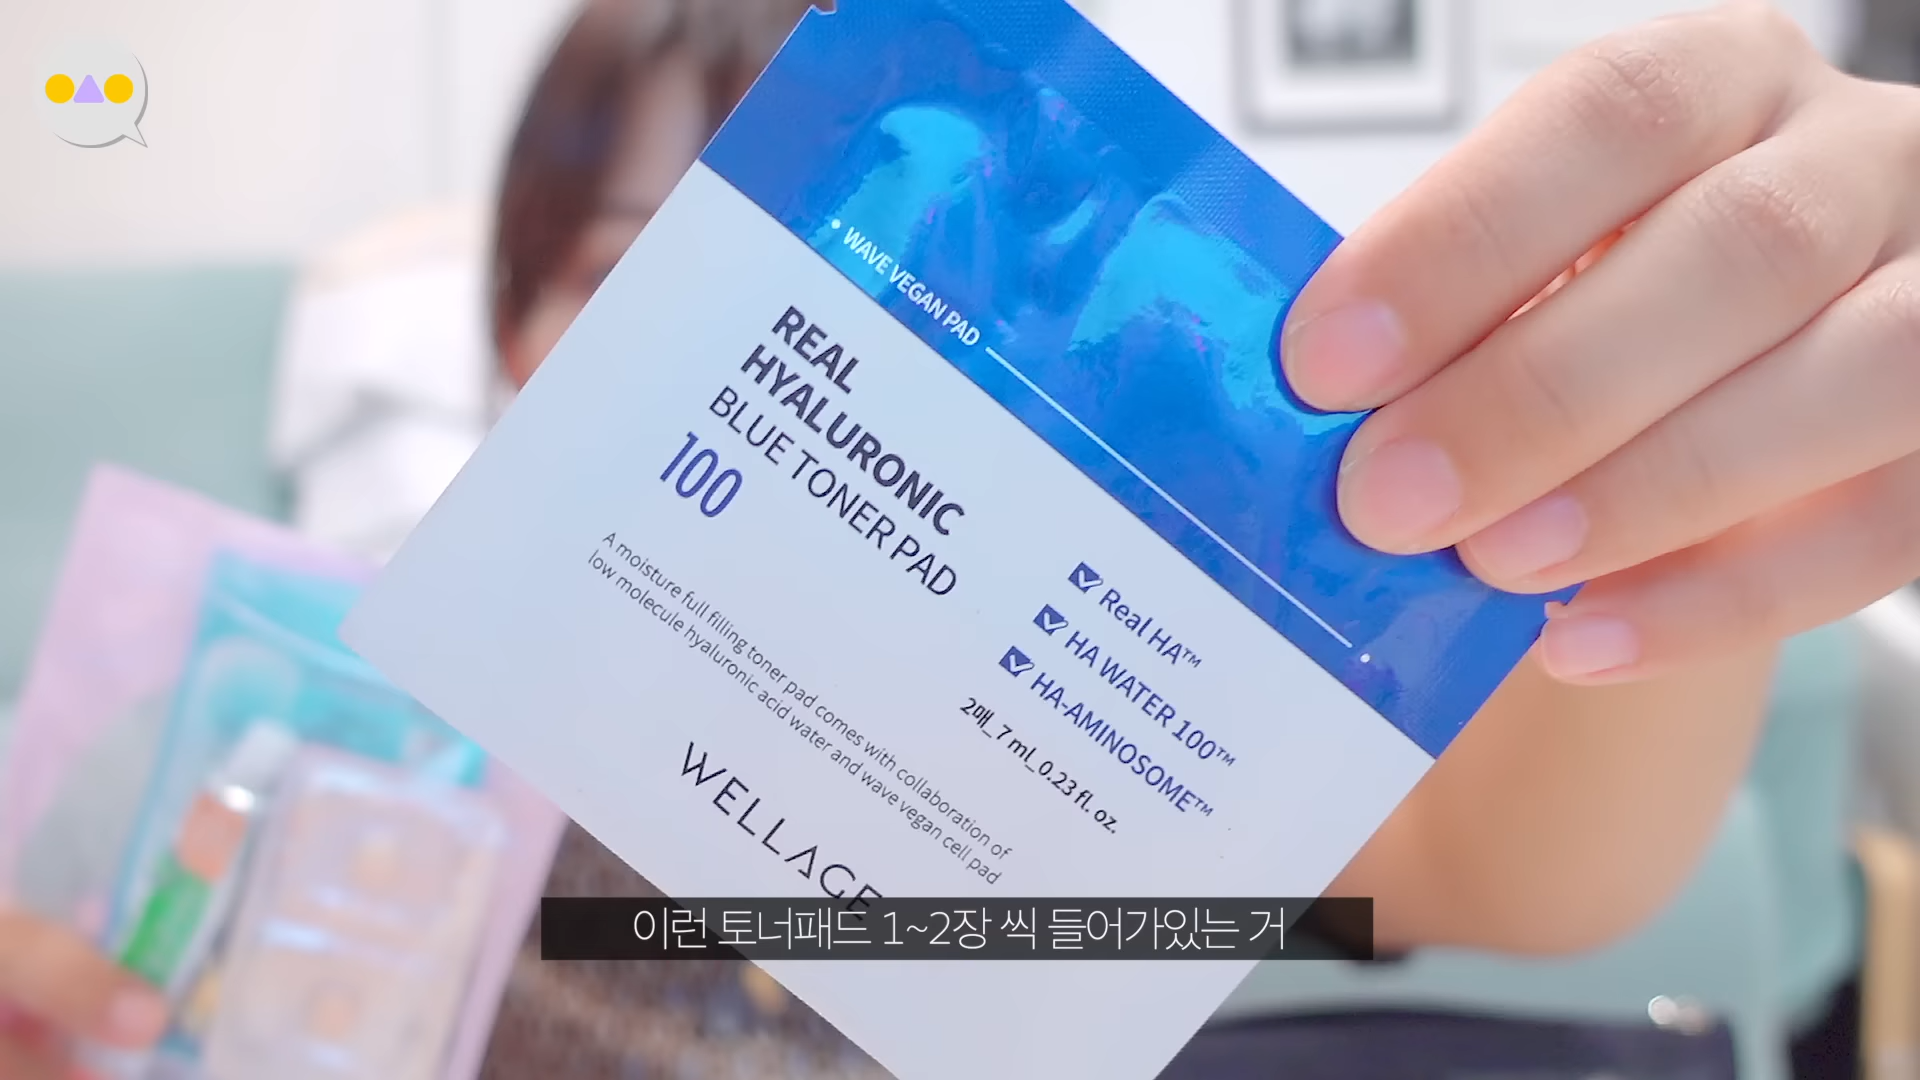 WAVE VEGAN PAD
REAL
HYALURONIC
BLUE TONER PAD
100
A moisture full filling toner pad comes with collaboration of
low molecule hyaluronic acid water and wave vegan cell pad
Real HA™
HA WATER 100™
HA-AMINOSOME™
2매_7 ml_0.23 fl. oz.
WELLAGE
이런 토너패드 1~2장 씩 들어가있는 거